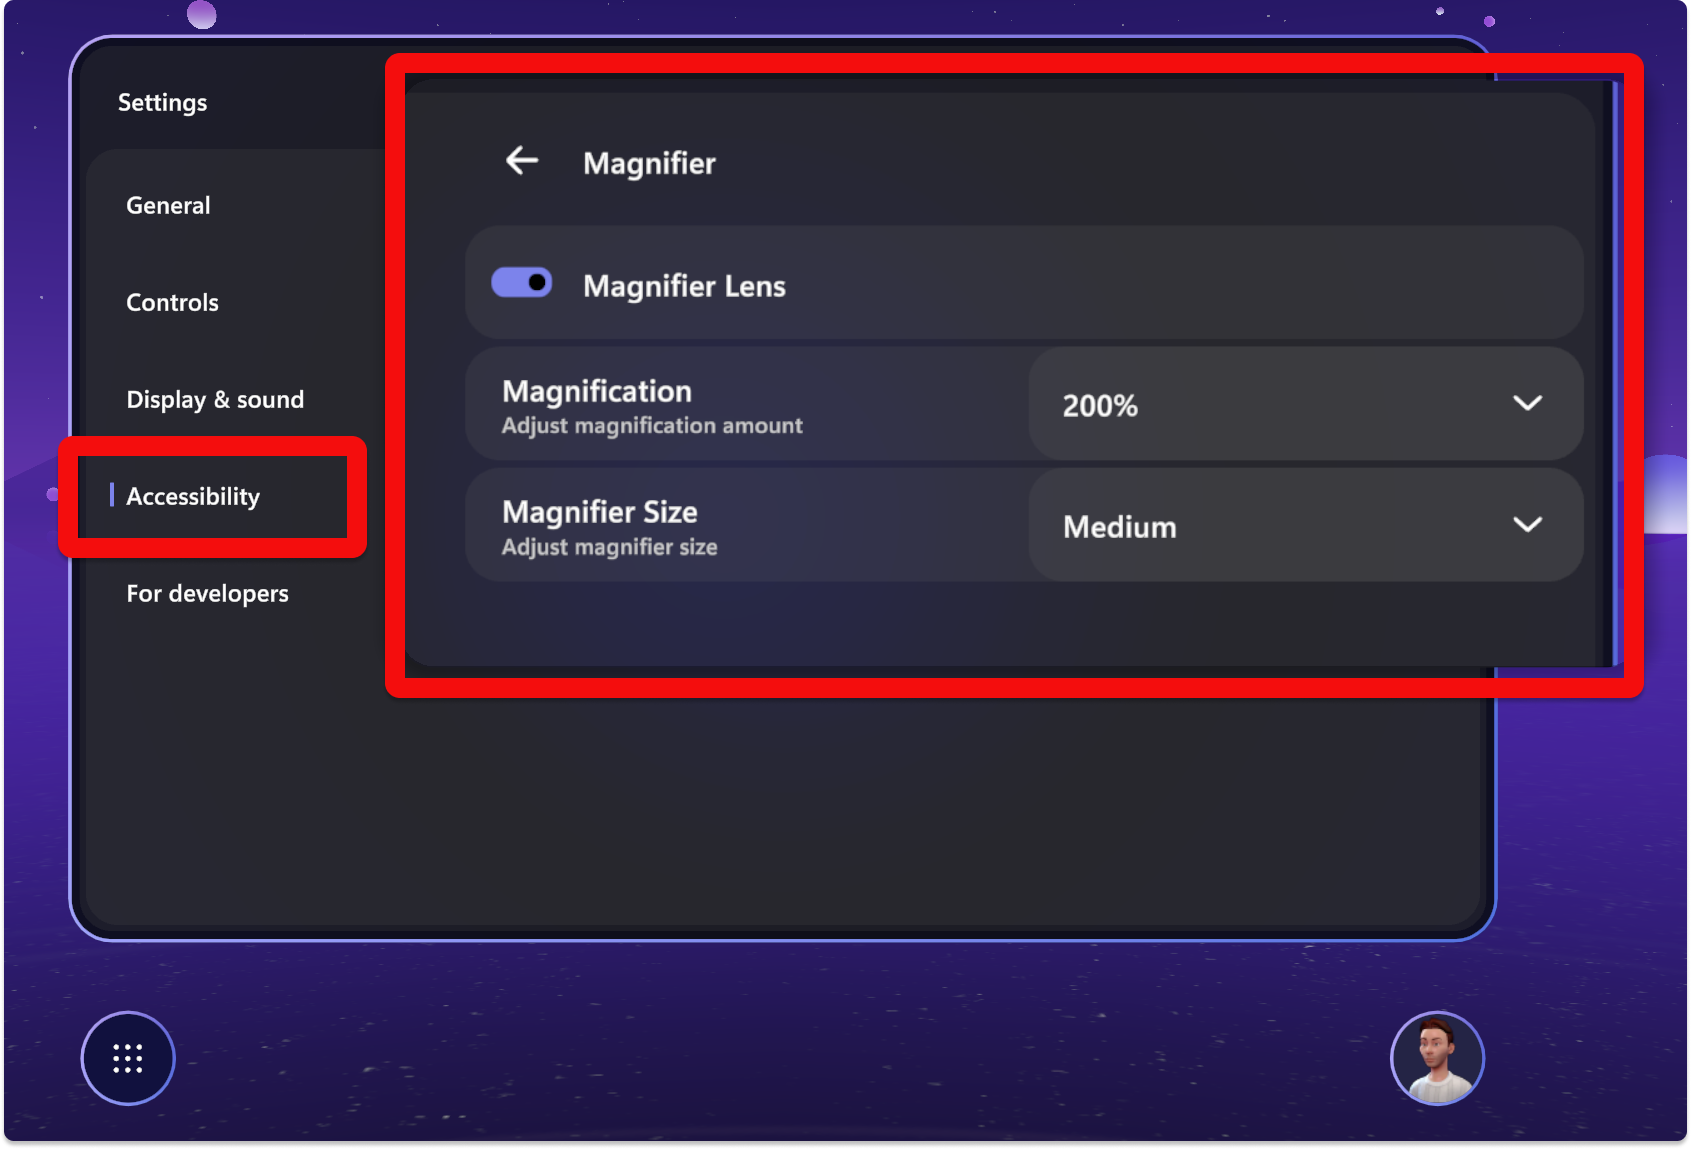 Settings
General
Controls
Display & sound
Accessibility
For developers
Magnifier
Magnifier Lens
Magnification
Adjust magnification amount
200%
Magnifier Size
Adjust magnifier size
Medium